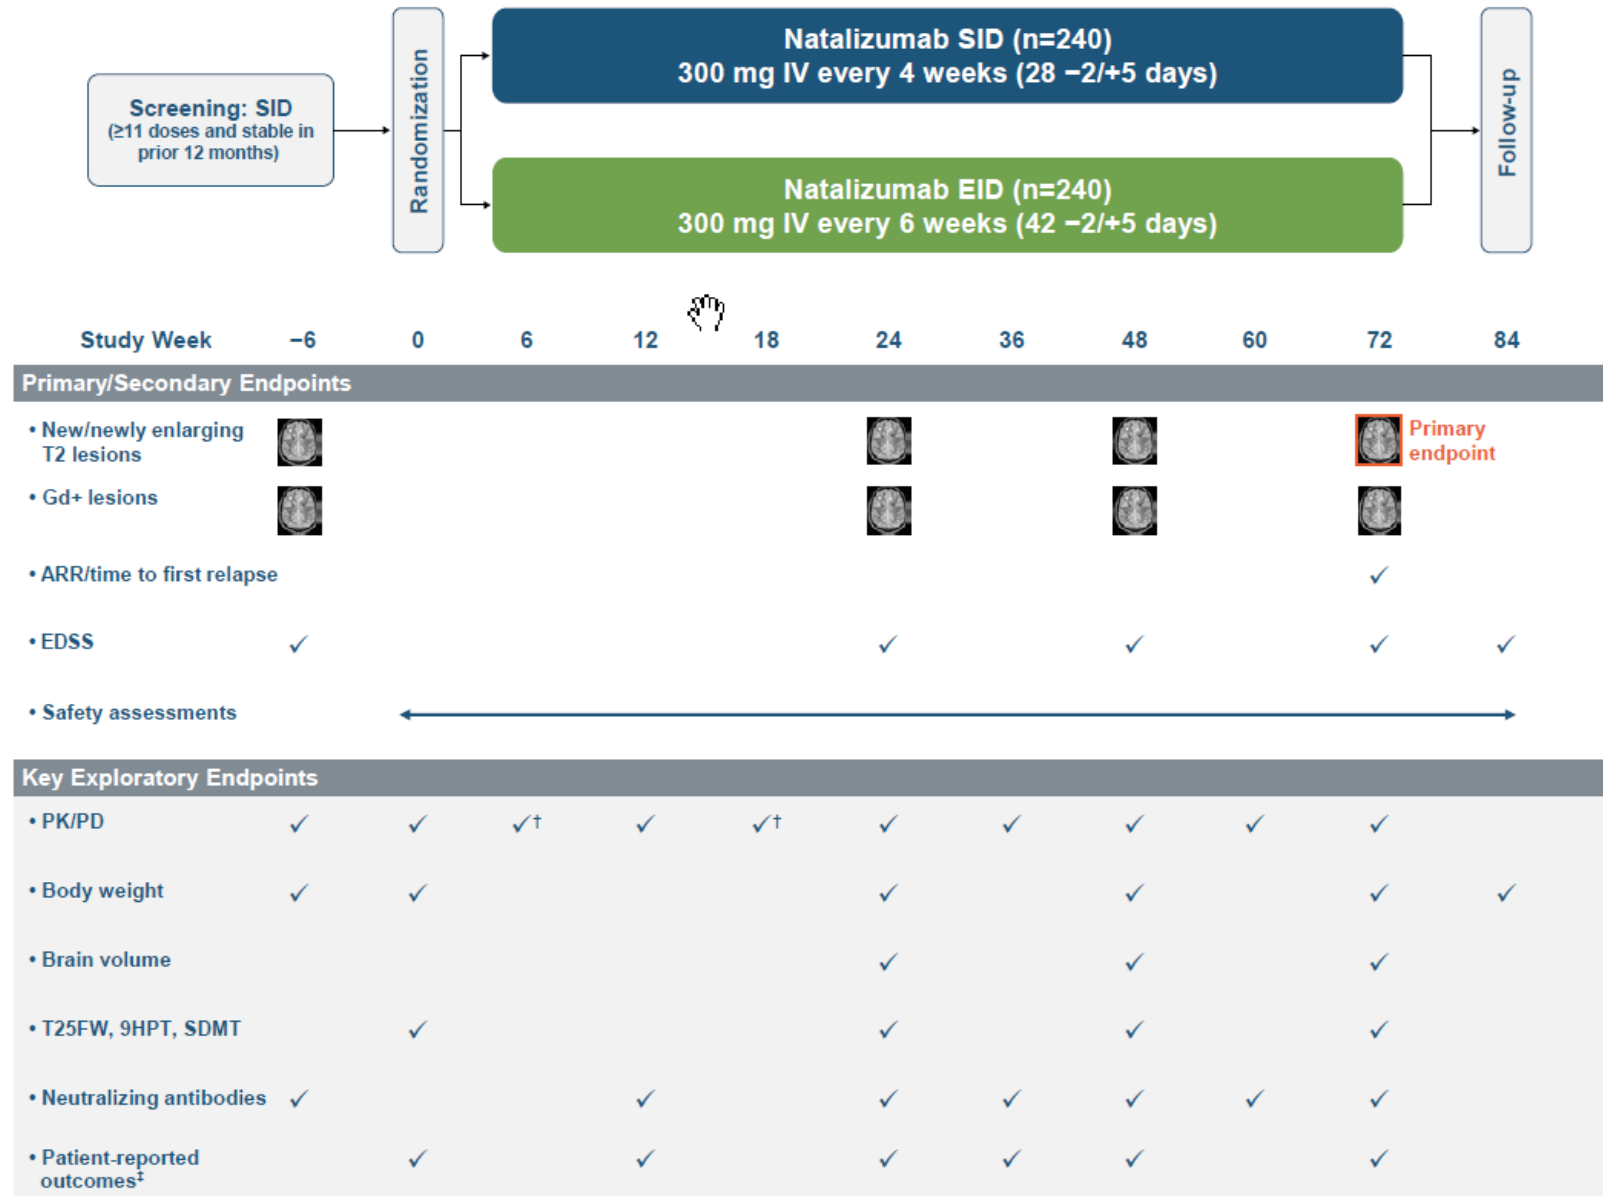 Natalizumab SID (n=240)
300 mg IV every 4 weeks (28 −2/+5 days)
Screening: SID
(≥11 doses and stable in
prior 12 months)
Randomization
Natalizumab EID (n=240)
300 mg IV every 6 weeks (42 −2/+5 days)
Follow-up
Study Week −6 0 6 12 18 24 36 48 60 72 84
Primary/Secondary Endpoints
• New/newly enlarging
T2 lesions
Primary
endpoint
• Gd+ lesions
• ARR/time to first relapse ✓
• EDSS ✓ ✓ ✓ ✓ ✓
• Safety assessments
Key Exploratory Endpoints
• PK/PD ✓ ✓ ✓† ✓ ✓† ✓ ✓ ✓ ✓ ✓
• Body weight ✓ ✓ ✓ ✓ ✓ ✓
• Brain volume ✓ ✓ ✓
• T25FW, 9HPT, SDMT ✓ ✓ ✓ ✓
• Neutralizing antibodies ✓ ✓ ✓ ✓ ✓ ✓ ✓
• Patient-reported
outcomes‡ ✓ ✓ ✓ ✓ ✓ ✓